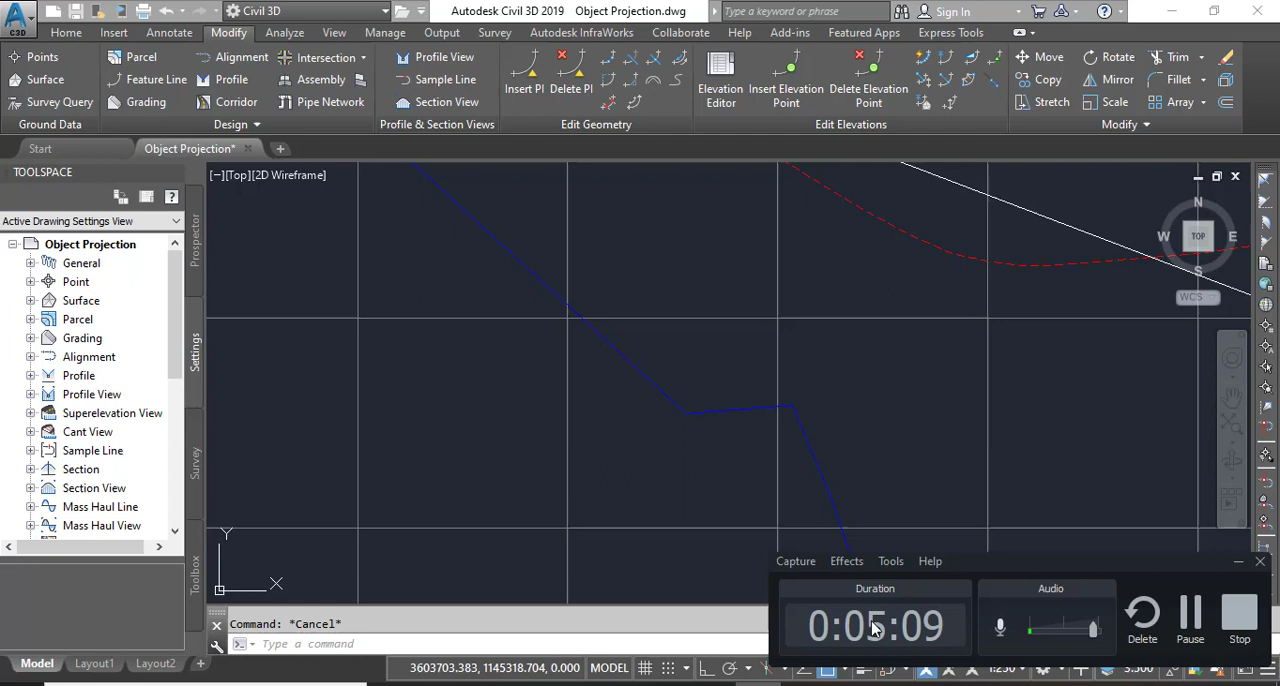 C3D
Civil 3D
Autodesk Civil 3D 2019 Object Projection.dwg
Type a keyword or phrase
Sign In
Home Insert Annotate Modify Analyze View Manage Output Survey Autodesk InfraWorks Collaborate Help Add-ins Featured Apps Express Tools
Points Parcel Alignment Intersection Profile View Move Rotate Trim
Surface Feature Line Profile Assembly Sample Line Insert PI Delete PI Elevation Editor Insert Elevation Point Delete Elevation Point Copy Mirror Fillet
Survey Query Grading Corridor Pipe Network Section View Stretch Scale Array
Ground Data Design Profile & Section Views Edit Geometry Edit Elevations Modify
Start Object Projection*
TOOLSPACE
[−][Top][2D Wireframe]
Active Drawing Settings View
Object Projection
General
Point
Surface
Parcel
Grading
Alignment
Profile
Profile View
Superelevation View
Cant View
Sample Line
Section
Section View
Mass Haul Line
Mass Haul View
Prospector
Settings
Survey
Toolbox
N
W TOP E
S
WCS
Y
X
Capture Effects Tools Help
Duration Audio
0:05:09
Delete Pause Stop
Command: *Cancel*
Type a command
Model Layout1 Layout2
3603703.383, 1145318.704, 0.000 MODEL
1:250
3.500